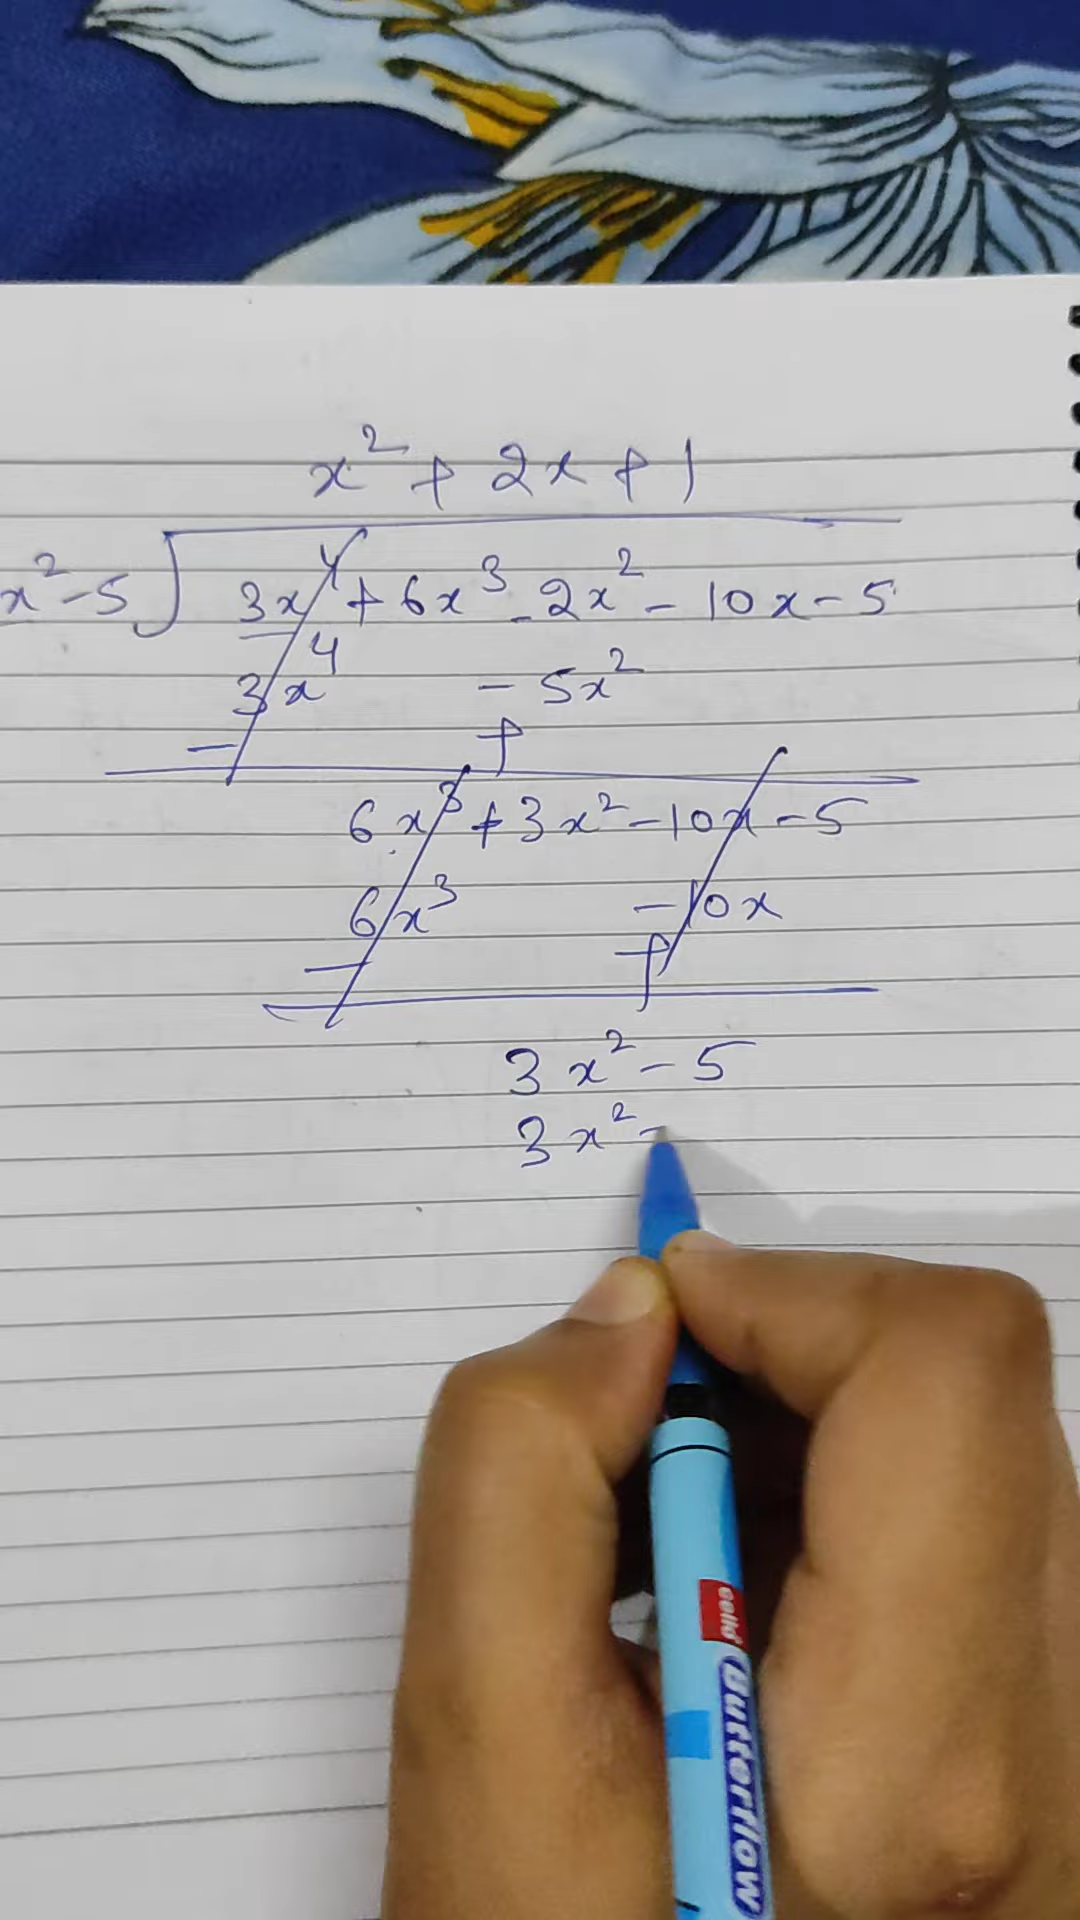 x² + 2x + 1
x² - 5 ) 3x⁴ + 6x³ - 2x² - 10x - 5
3x⁴ - 5x²
- +
6x³ + 3x² - 10x - 5
6x³ - 10x
- +
3x² - 5
3x² -
cello Butterflow